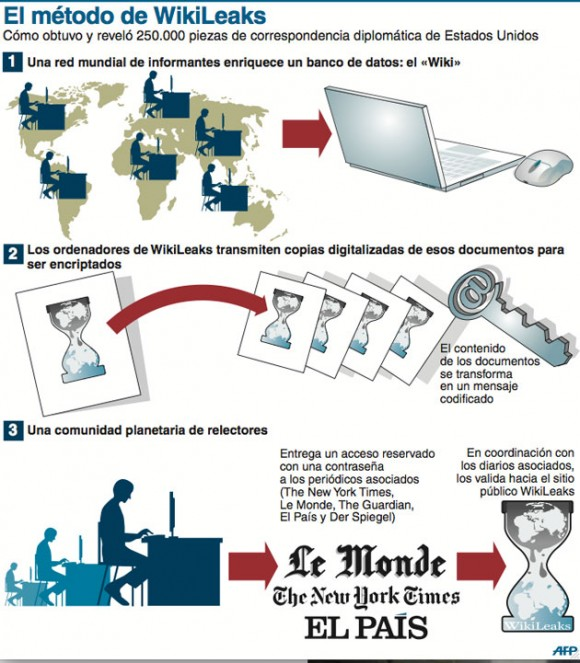 El método de WikiLeaks
Cómo obtuvo y reveló 250.000 piezas de correspondencia diplomática de Estados Unidos
1 Una red mundial de informantes enriquece un banco de datos: el «Wiki»
2 Los ordenadores de WikiLeaks transmiten copias digitalizadas de esos documentos para
ser encriptados
@
El contenido
de los documentos
se transforma
en un mensaje
codificado
3 Una comunidad planetaria de relectores
Entrega un acceso reservado
con una contraseña
a los periódicos asociados
(The New York Times,
Le Monde, The Guardian,
El País y Der Spiegel)
En coordinación con
los diarios asociados,
los valida hacia el sitio
público WikiLeaks
Le Monde
The New York Times
EL PAÍS
WikiLeaks
AFP